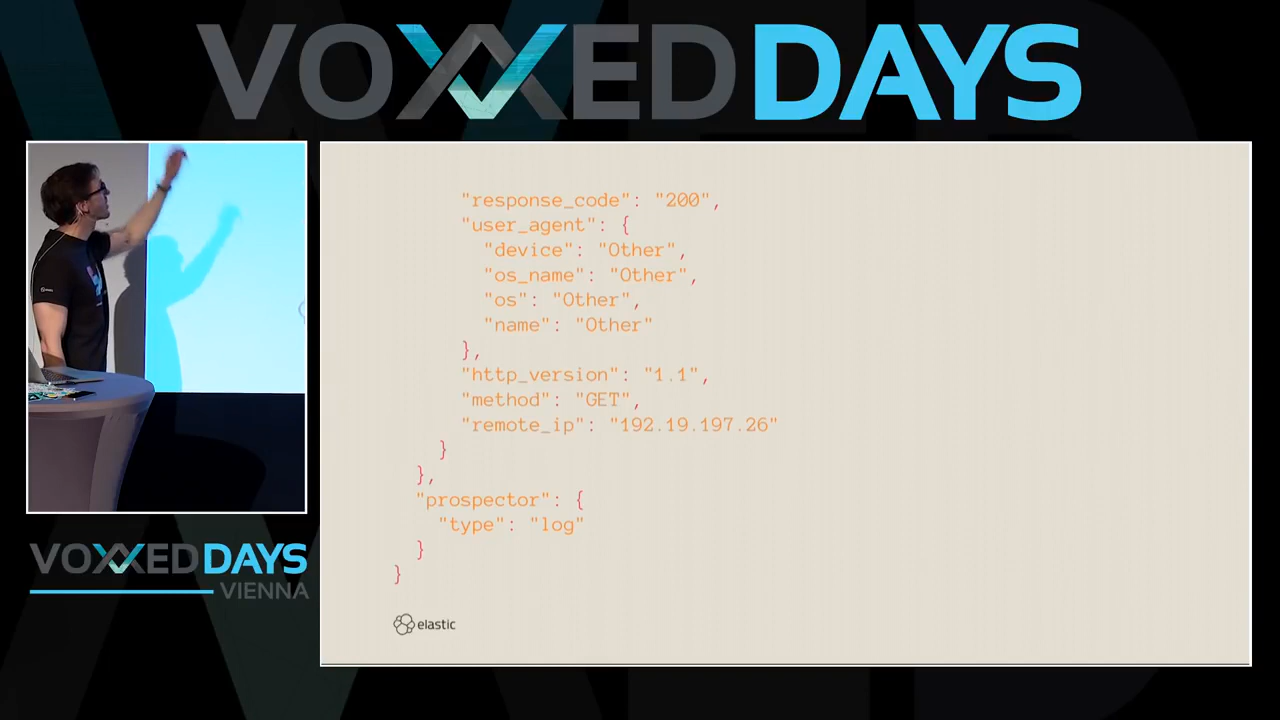 VOXXED DAYS
"response_code": "200",
"user_agent": {
"device": "Other",
"os_name": "Other",
"os": "Other",
"name": "Other"
},
"http_version": "1.1",
"method": "GET",
"remote_ip": "192.19.197.26"
}
},
"prospector": {
"type": "log"
}
}
elastic
VOXXED DAYS
VIENNA